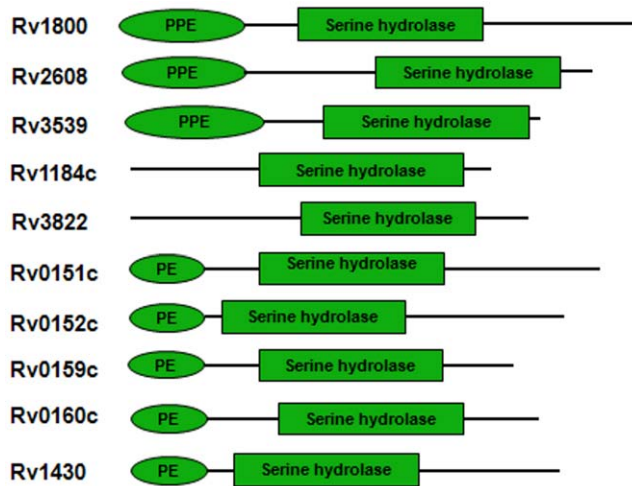 Rv1800 PPE Serine hydrolase
Rv2608 PPE Serine hydrolase
Rv3539 PPE Serine hydrolase
Rv1184c Serine hydrolase
Rv3822 Serine hydrolase
Rv0151c PE Serine hydrolase
Rv0152c PE Serine hydrolase
Rv0159c PE Serine hydrolase
Rv0160c PE Serine hydrolase
Rv1430 PE Serine hydrolase